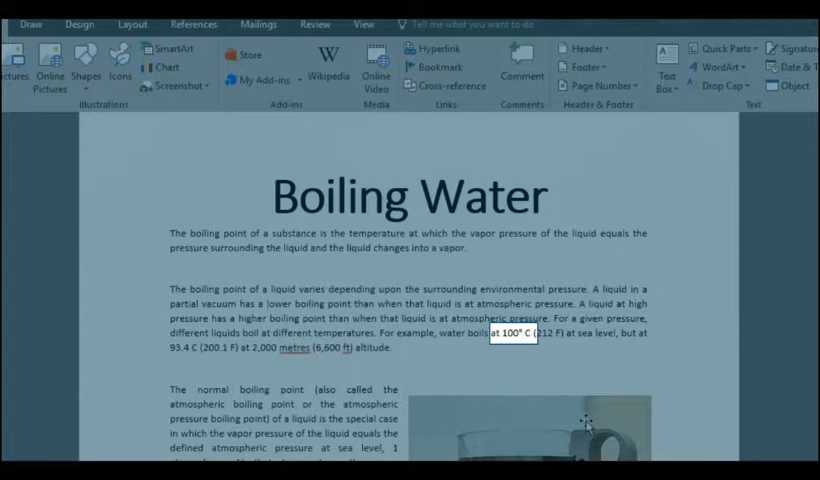 Draw Design Layout References Mailings Review View Tell me what you want to do
SmartArt Store Hyperlink Header Quick Parts
Pictures Online Pictures Shapes Icons Chart My Add-ins Wikipedia Online Video Bookmark Comment Footer Text Box WordArt Date &
Screenshot Cross-reference Page Number Drop Cap Object
Illustrations Add-ins Media Links Comments Header & Footer Text
Boiling Water
The boiling point of a substance is the temperature at which the vapor pressure of the liquid equals the
pressure surrounding the liquid and the liquid changes into a vapor.
The boiling point of a liquid varies depending upon the surrounding environmental pressure. A liquid in a
partial vacuum has a lower boiling point than when that liquid is at atmospheric pressure. A liquid at high
pressure has a higher boiling point than when that liquid is at atmospheric pressure. For a given pressure,
different liquids boil at different temperatures. For example, water boils at 100° C (212 F) at sea level, but at
93.4 C (200.1 F) at 2,000 metres (6,600 ft) altitude.
The normal boiling point (also called the
atmospheric boiling point or the atmospheric
pressure boiling point) of a liquid is the special case
in which the vapor pressure of the liquid equals the
defined atmospheric pressure at sea level, 1